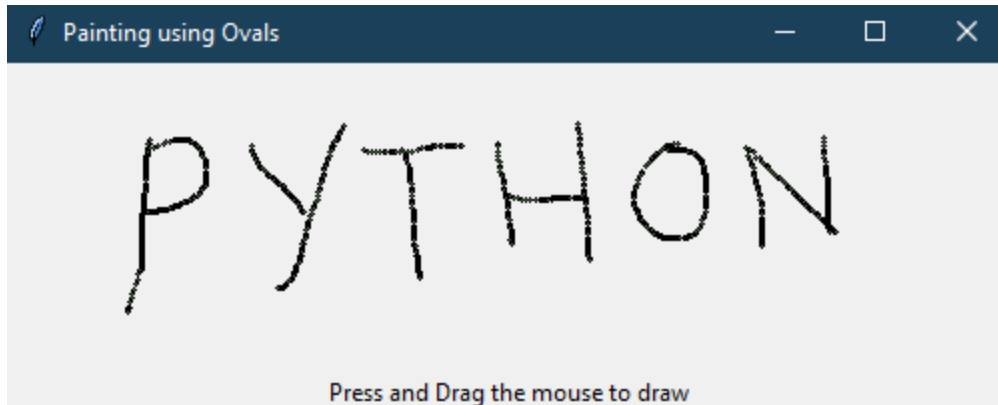 Painting using Ovals
PYTHON
Press and Drag the mouse to draw